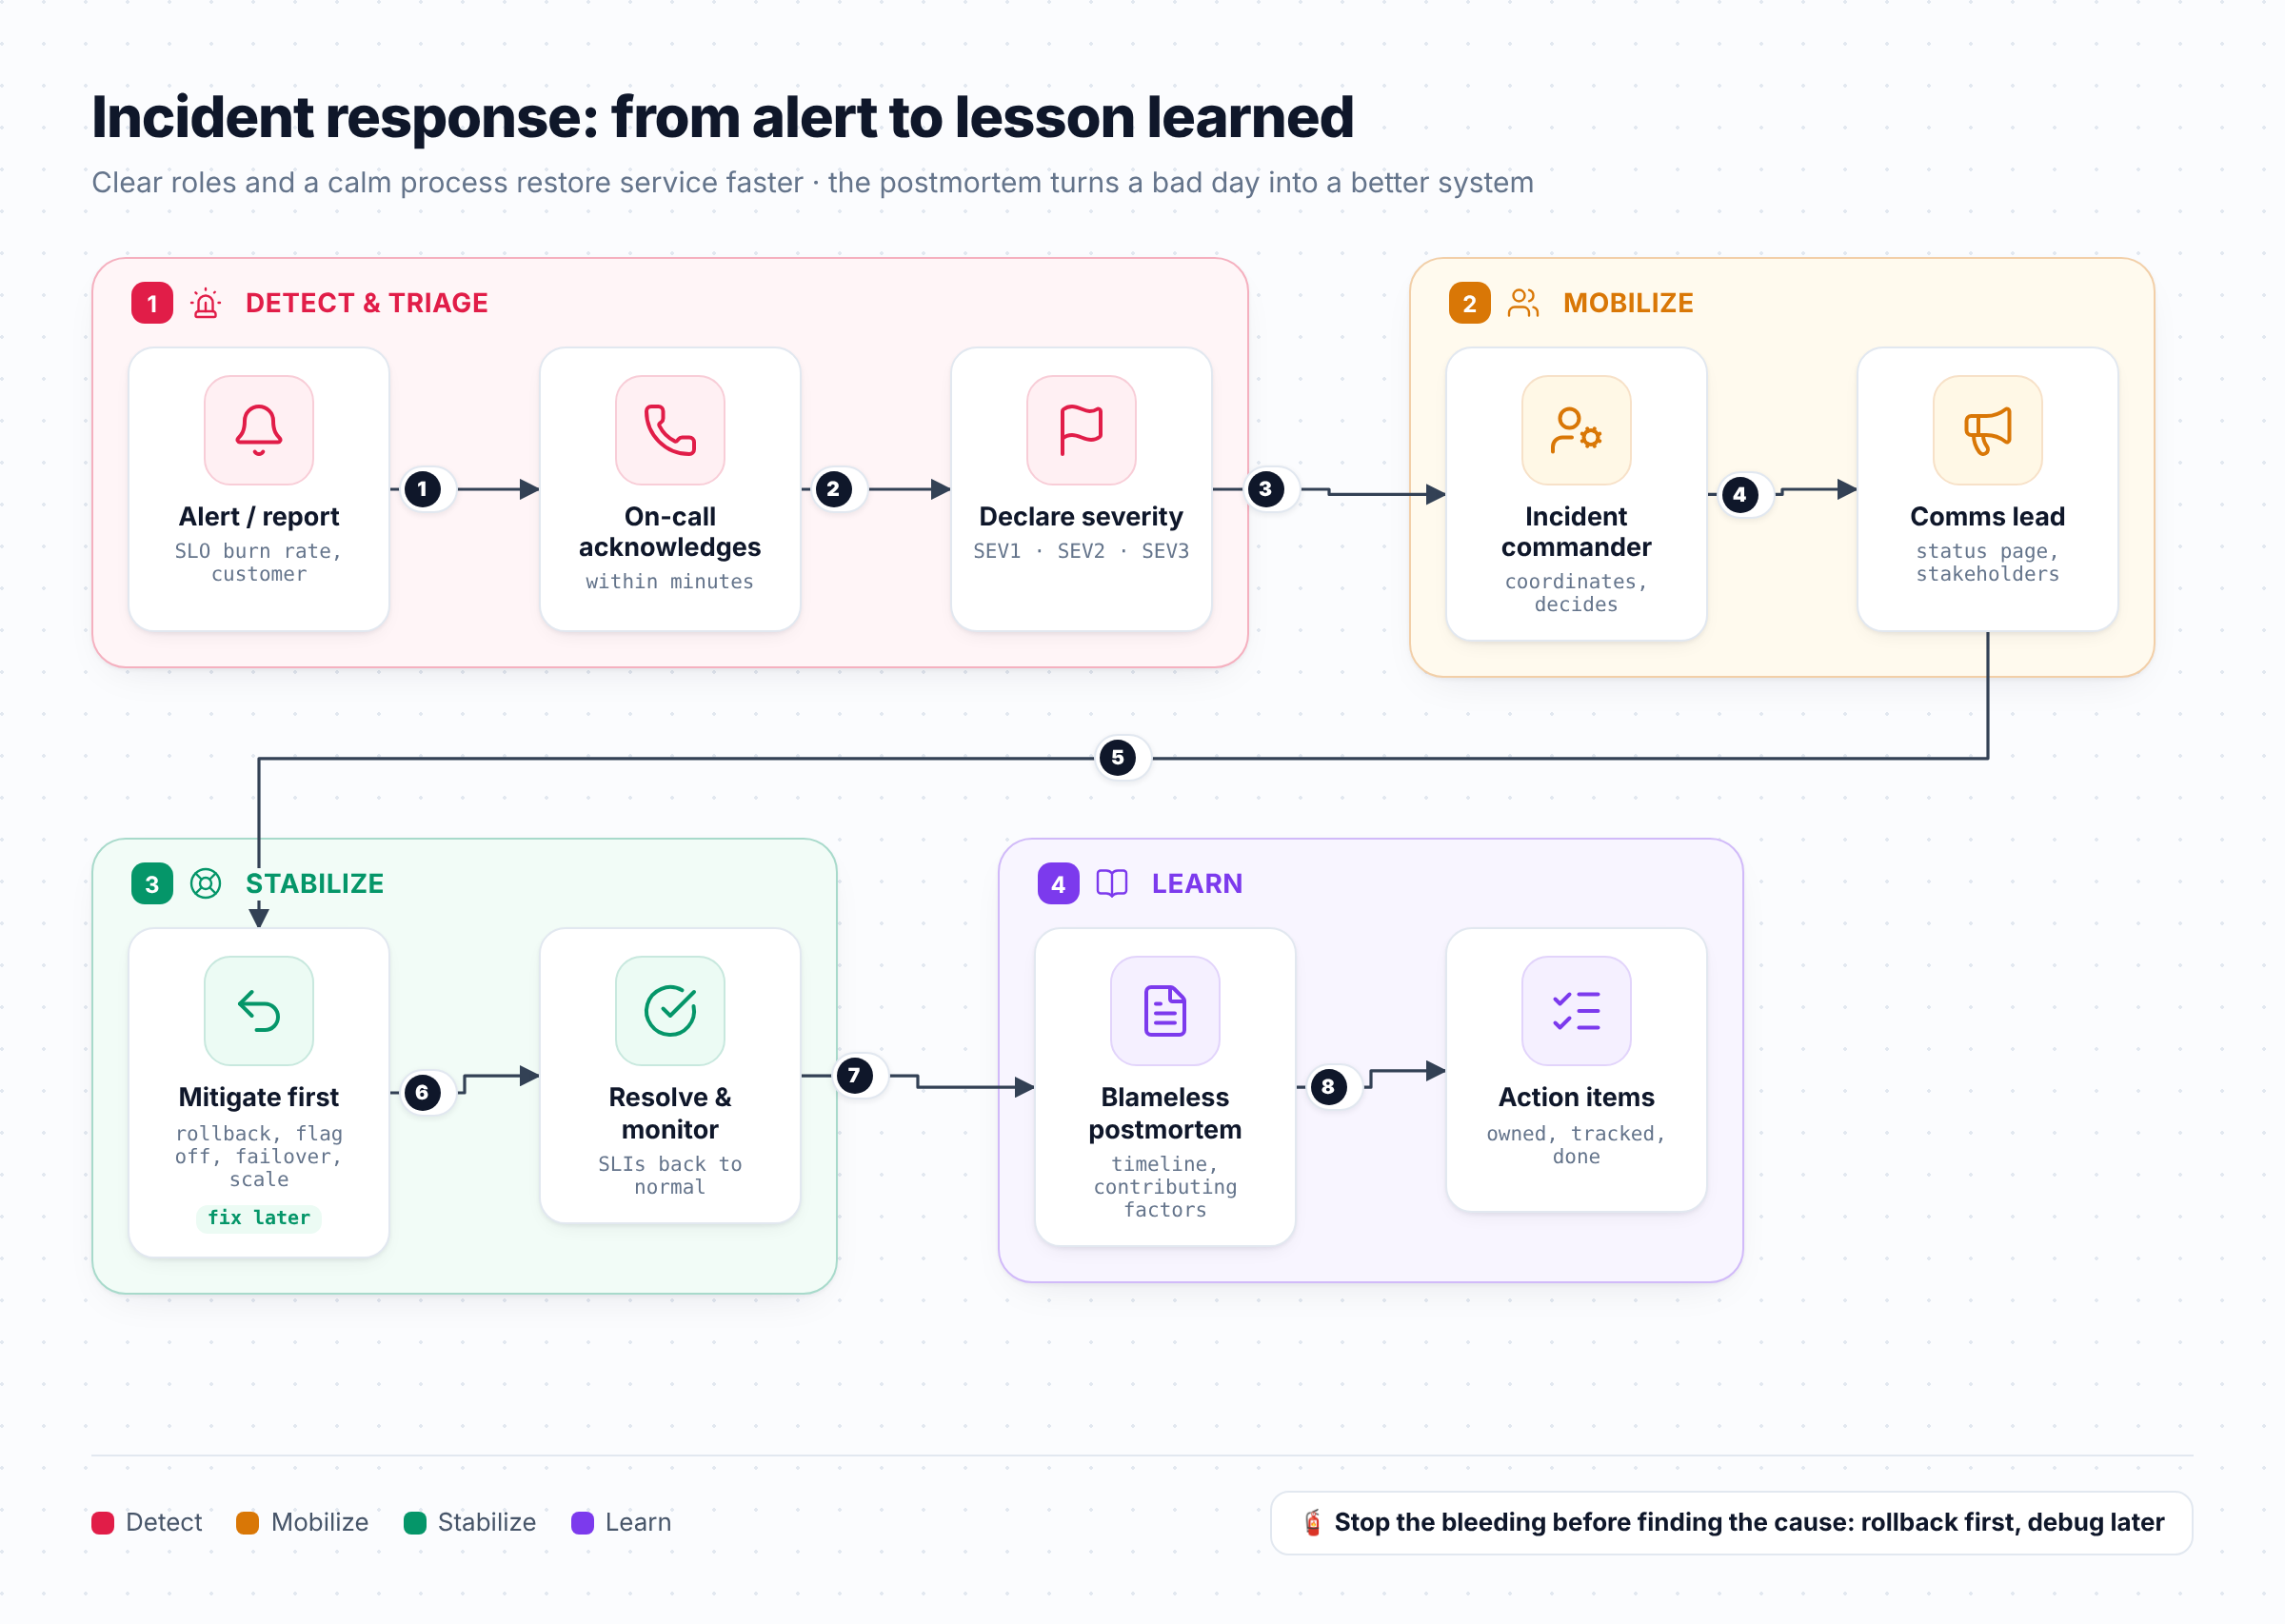 Incident response: from alert to lesson learned
Clear roles and a calm process restore service faster · the postmortem turns a bad day into a better system
1 DETECT & TRIAGE
Alert / report
SLO burn rate,
customer
1
On-call
acknowledges
within minutes
2
Declare severity
SEV1 · SEV2 · SEV3
3
2 MOBILIZE
Incident
commander
coordinates,
decides
4
Comms lead
status page,
stakeholders
5
3 STABILIZE
Mitigate first
rollback, flag
off, failover,
scale
fix later
6
Resolve &
monitor
SLIs back to
normal
7
4 LEARN
Blameless
postmortem
timeline,
contributing
factors
8
Action items
owned, tracked,
done
Detect
Mobilize
Stabilize
Learn
🧯 Stop the bleeding before finding the cause: rollback first, debug later